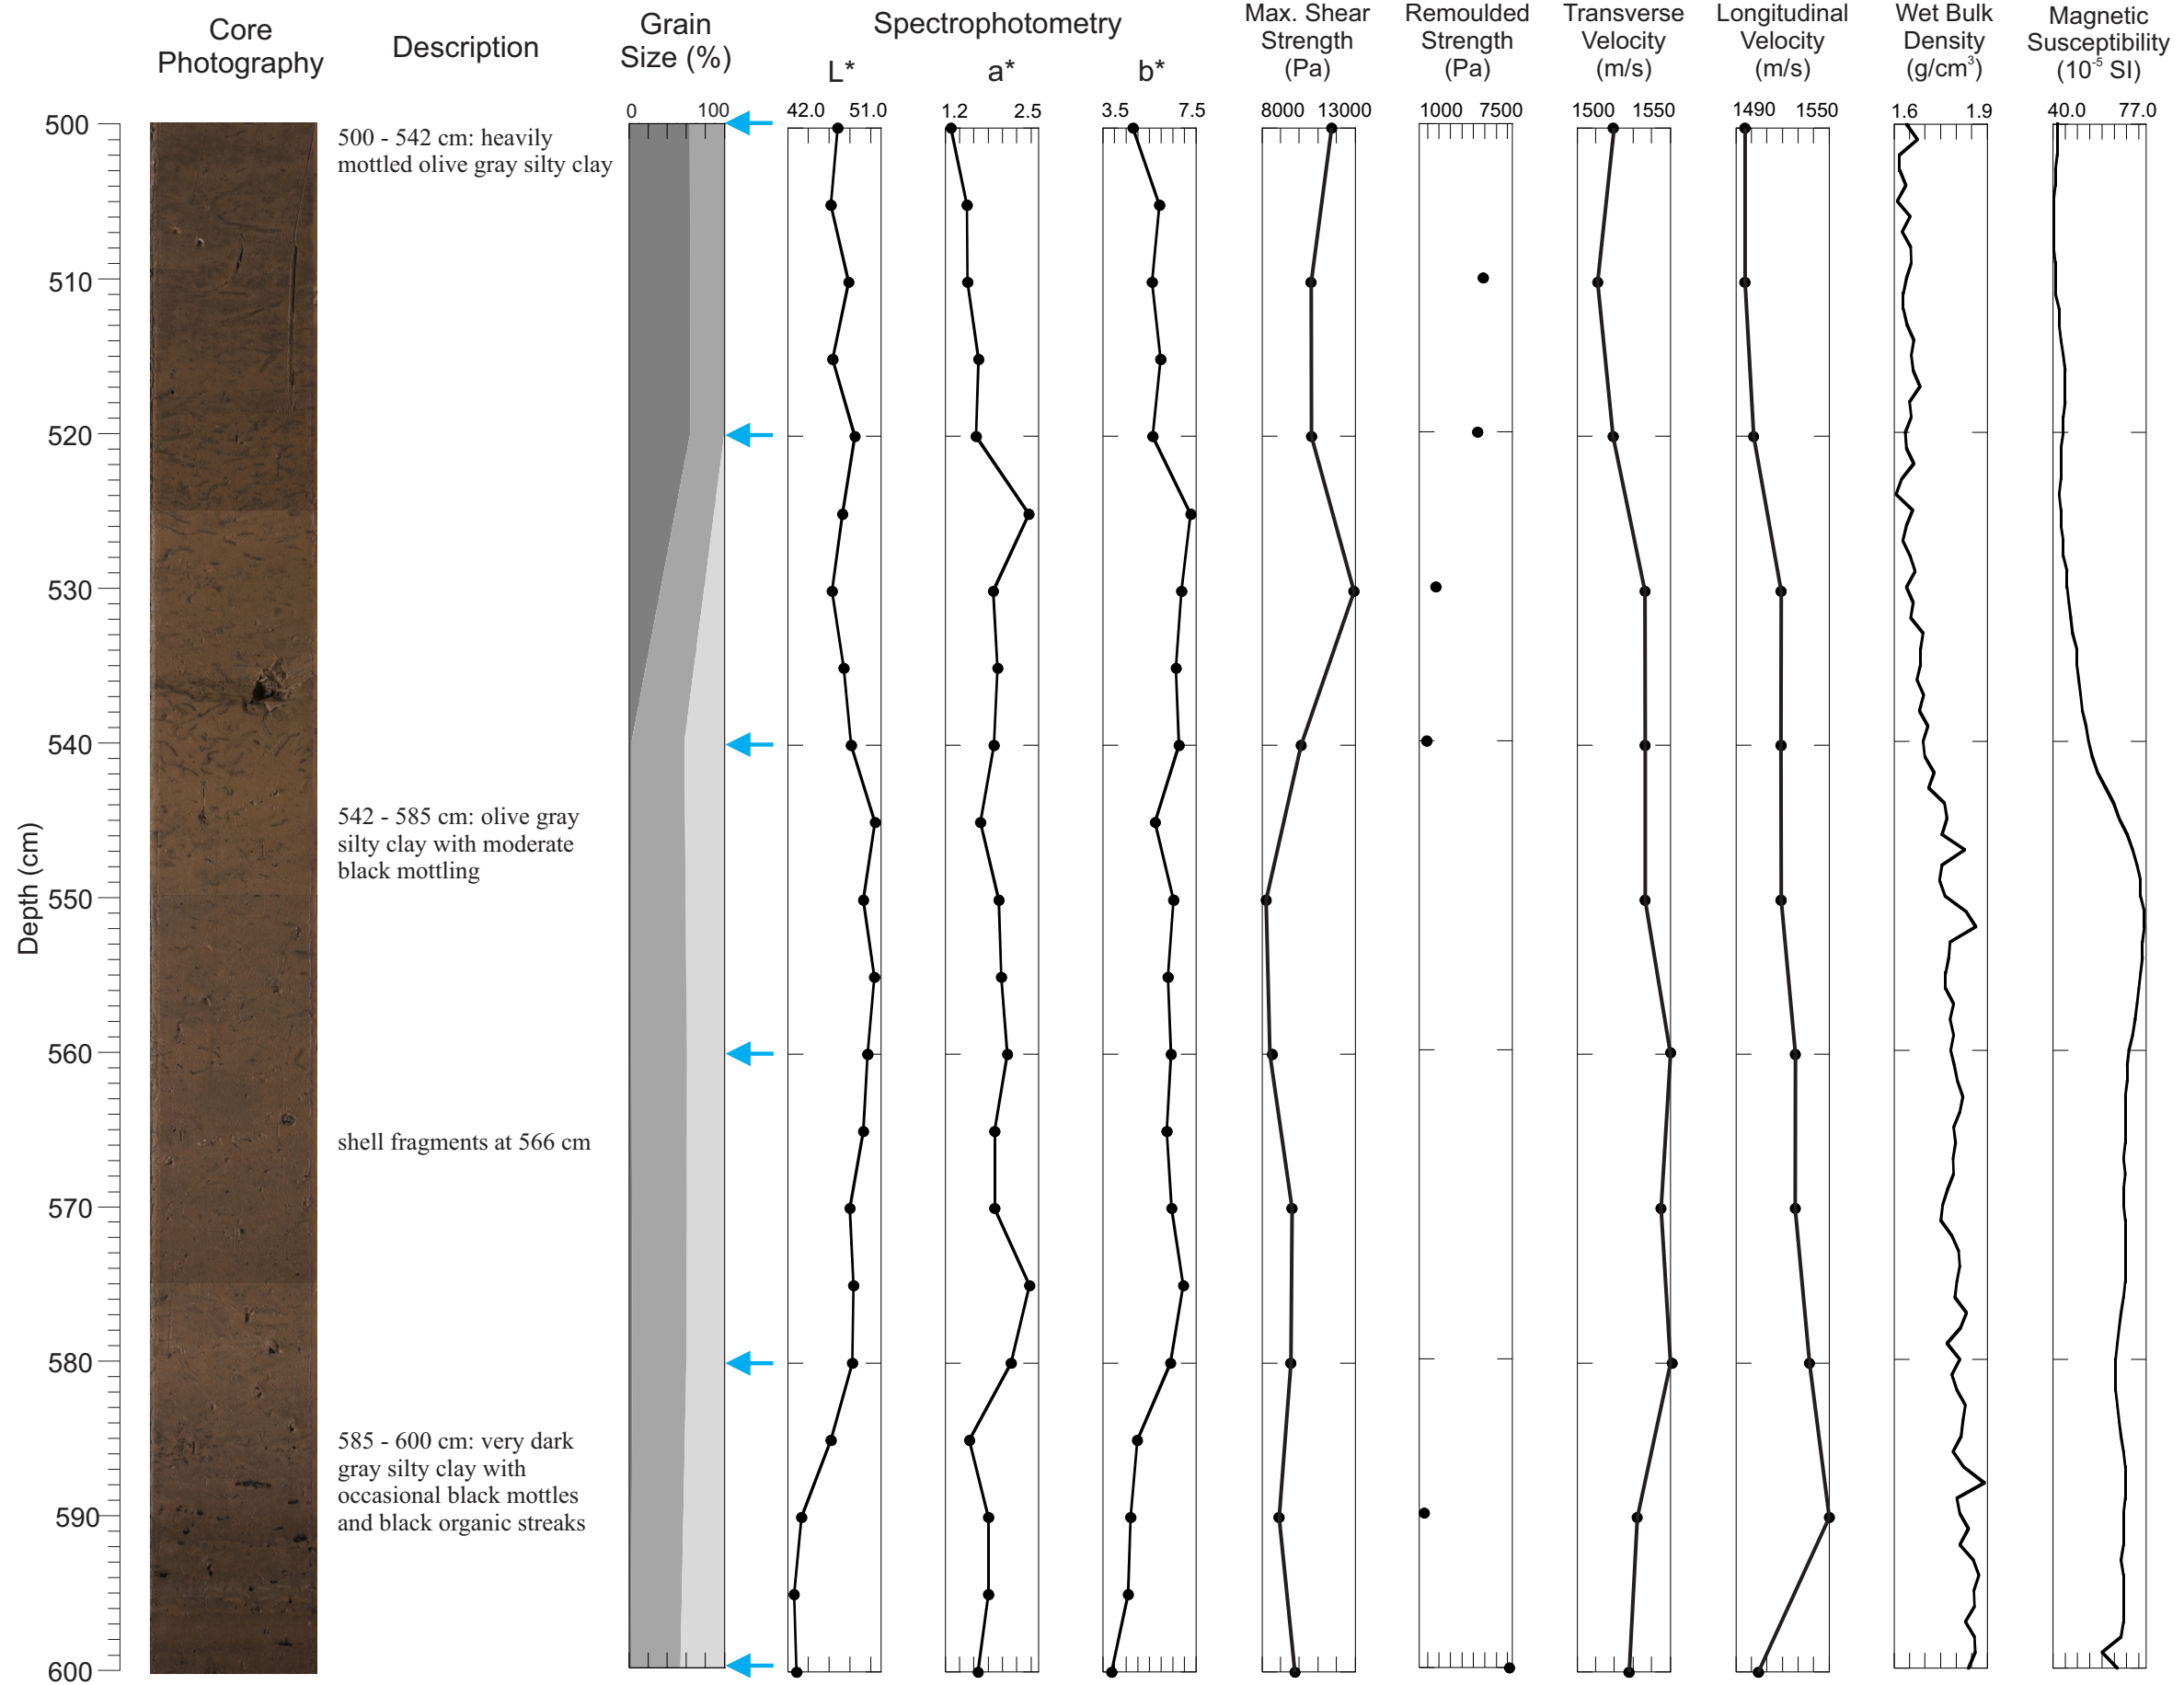 Core
Photography
Description
Grain
Size (%)
Spectrophotometry
L*
a*
b*
Max. Shear
Strength
(Pa)
Remoulded
Strength
(Pa)
Transverse
Velocity
(m/s)
Longitudinal
Velocity
(m/s)
Wet Bulk
Density
(g/cm³)
Magnetic
Susceptibility
(10⁻⁵ SI)
0 100
42.0 51.0
1.2 2.5
3.5 7.5
8000 13000
1000 7500
1500 1550
1490 1550
1.6 1.9
40.0 77.0
Depth (cm)
500
510
520
530
540
550
560
570
580
590
600
500 - 542 cm: heavily
mottled olive gray silty clay
542 - 585 cm: olive gray
silty clay with moderate
black mottling
shell fragments at 566 cm
585 - 600 cm: very dark
gray silty clay with
occasional black mottles
and black organic streaks